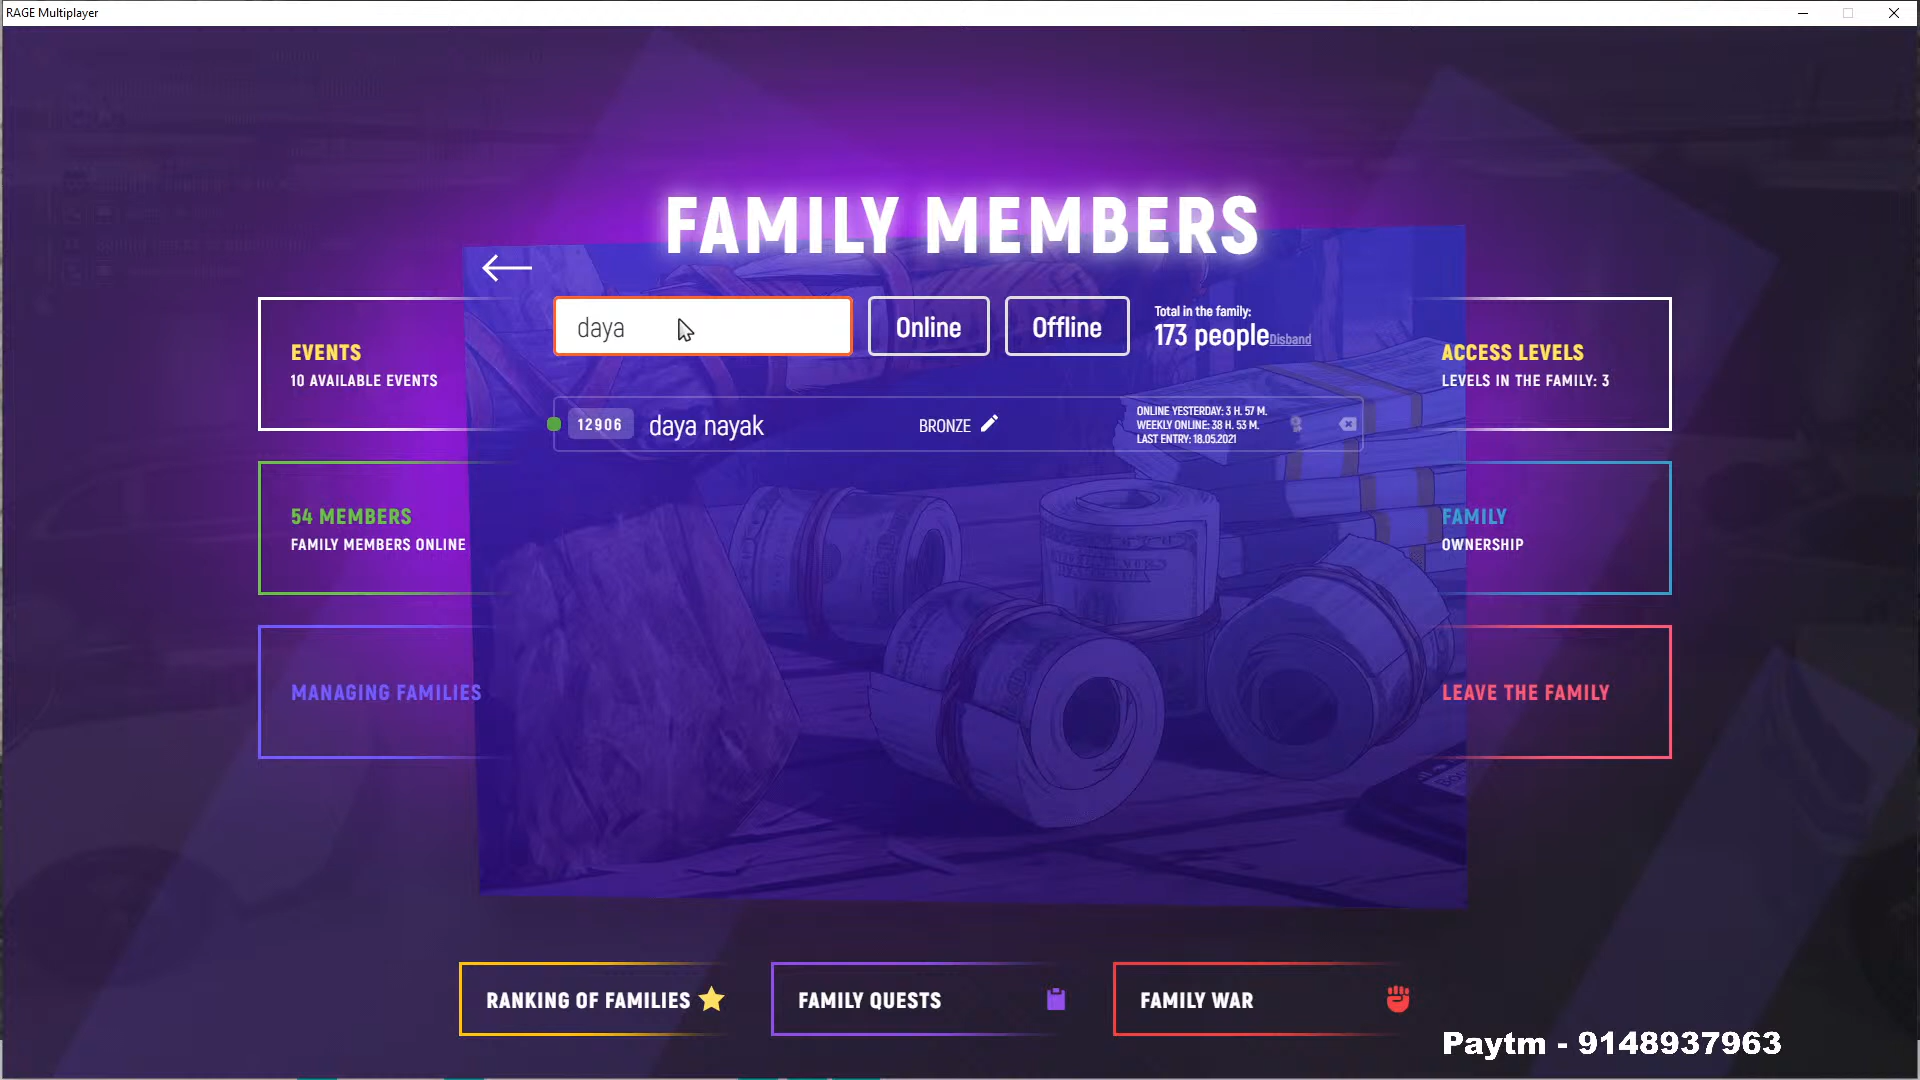 RAGE Multiplayer
FAMILY MEMBERS
daya
Online
Offline
Total in the family:
173 people Disband
EVENTS
10 AVAILABLE EVENTS
ACCESS LEVELS
LEVELS IN THE FAMILY: 3
12906
daya nayak
BRONZE
ONLINE YESTERDAY: 3 H. 57 M.
WEEKLY ONLINE: 38 H. 53 M.
LAST ENTRY: 18.05.2021
54 MEMBERS
FAMILY MEMBERS ONLINE
FAMILY
OWNERSHIP
MANAGING FAMILIES
LEAVE THE FAMILY
RANKING OF FAMILIES
FAMILY QUESTS
FAMILY WAR
Paytm - 9148937963